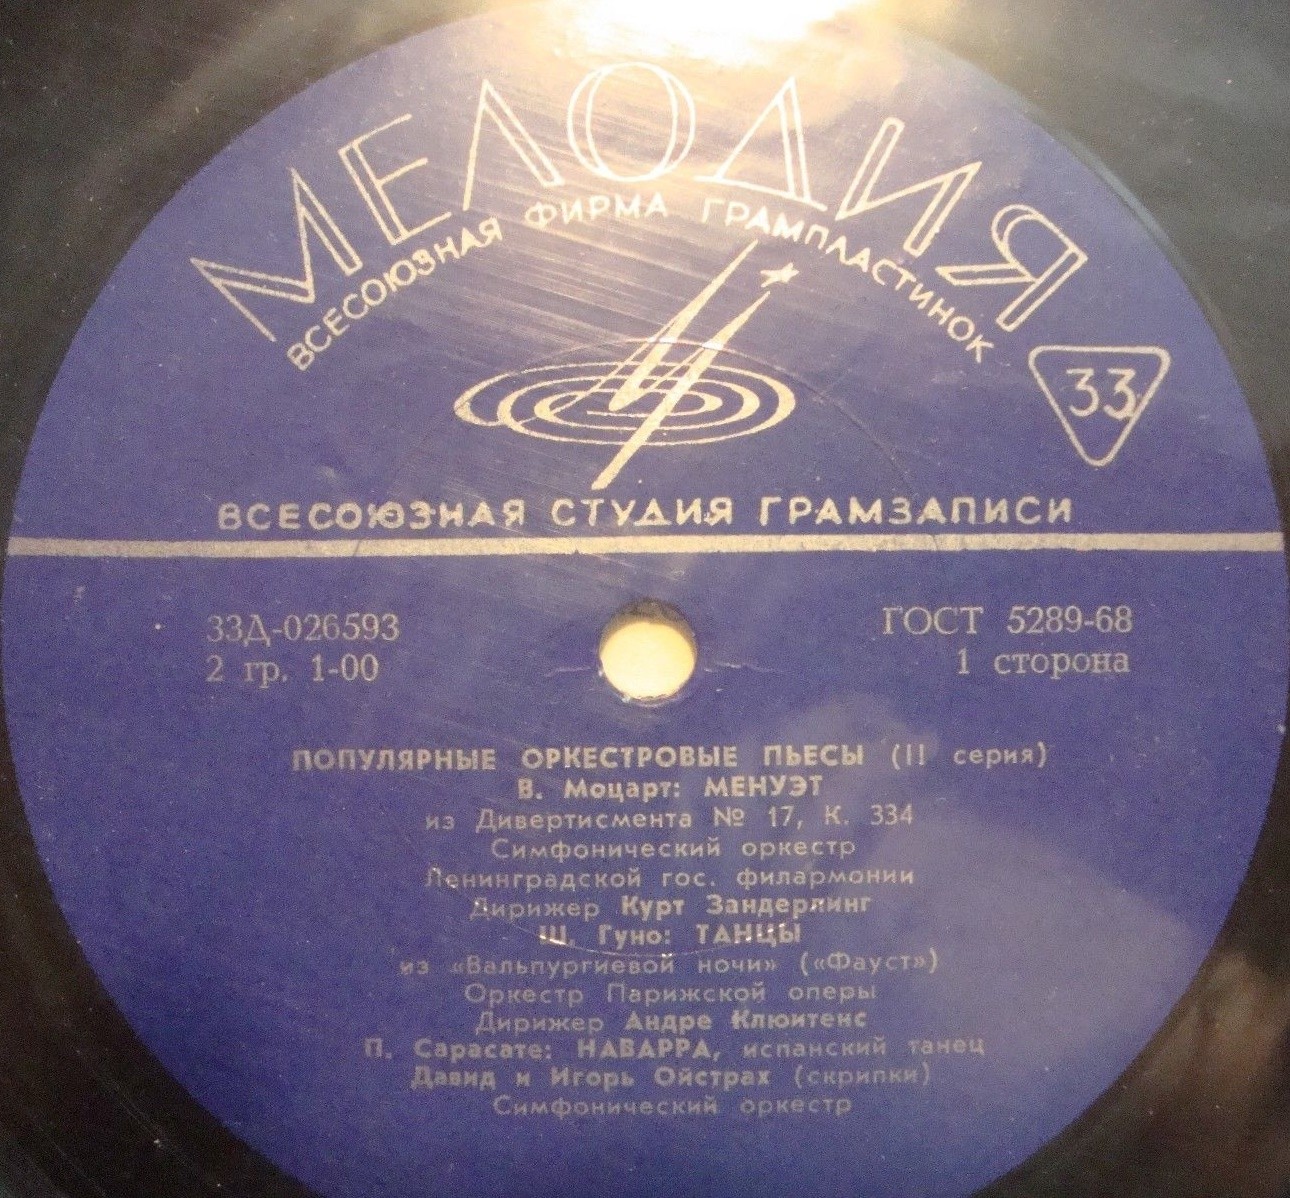 МЕЛОДИЯ
ВСЕСОЮЗНАЯ ФИРМА ГРАМПЛАСТИНОК
33
ВСЕСОЮЗНАЯ СТУДИЯ ГРАМЗАПИСИ
33Д-026593
2 гр. 1-00
ГОСТ 5289-68
1 сторона
ПОПУЛЯРНЫЕ ОРКЕСТРОВЫЕ ПЬЕСЫ (II серия)
В. Моцарт: МЕНУЭТ
из Дивертисмента № 17, К. 334
Симфонический оркестр
Ленинградской гос. филармонии
Дирижер Курт Зандерлинг
Ш. Гуно: ТАНЦЫ
из «Вальпургиевой ночи» («Фауст»)
Оркестр Парижской оперы
Дирижер Андре Клюитенс
П. Сарасате: НАВАРРА, испанский танец
Давид и Игорь Ойстрах (скрипки)
Симфонический оркестр